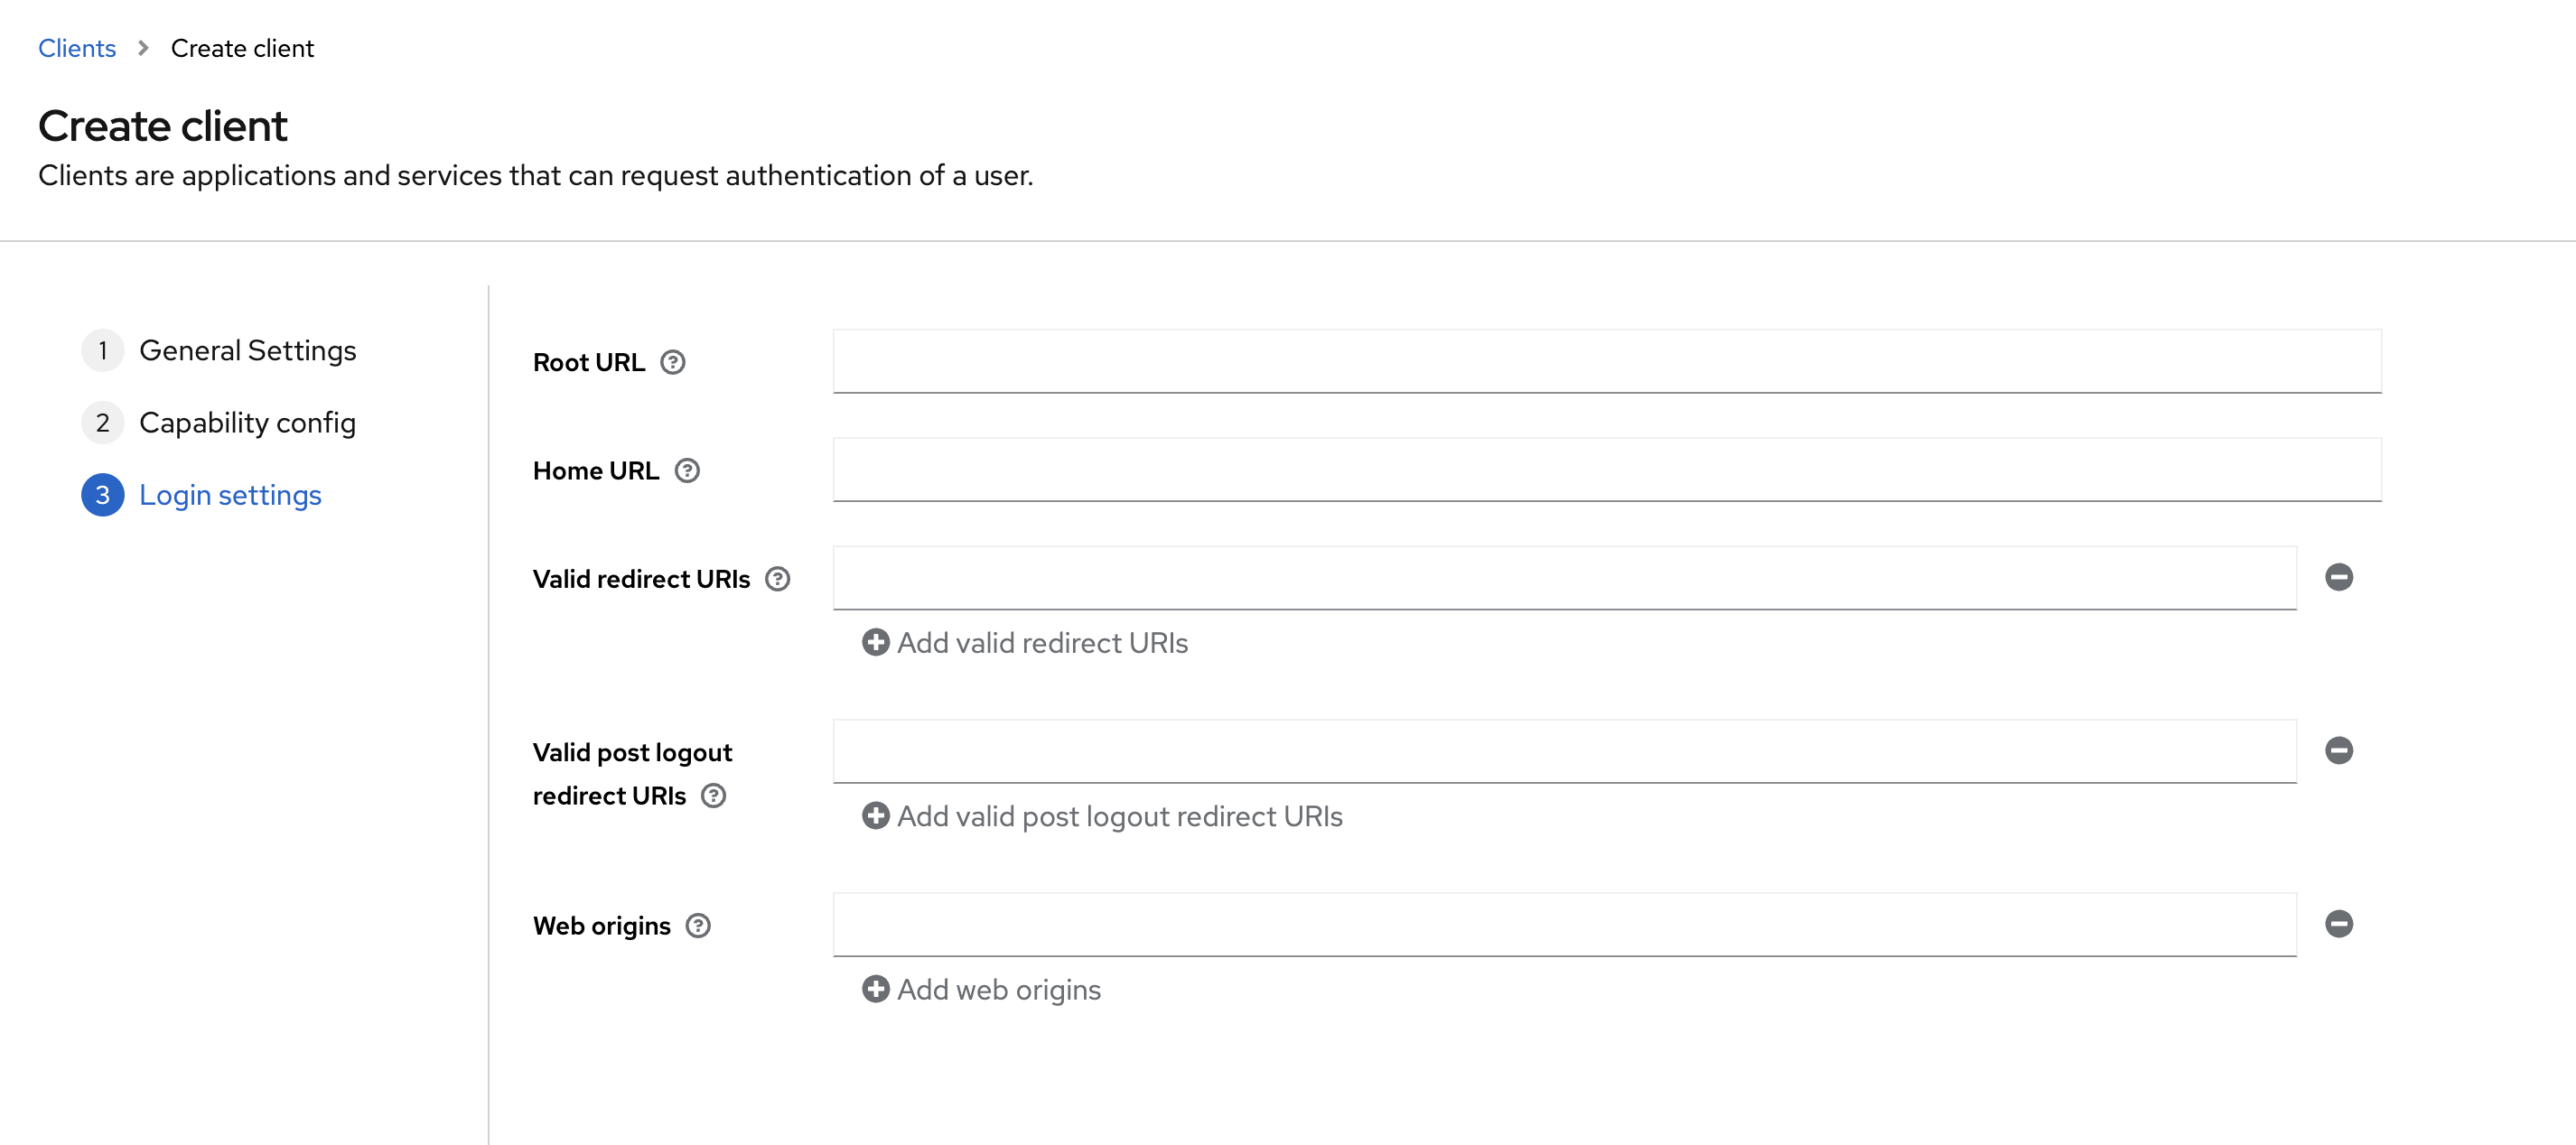 Clients > Create client
Create client
Clients are applications and services that can request authentication of a user.
1 General Settings
2 Capability config
3 Login settings
Root URL ?
Home URL ?
Valid redirect URIs ?
Add valid redirect URIs
Valid post logout
redirect URIs ?
Add valid post logout redirect URIs
Web origins ?
Add web origins